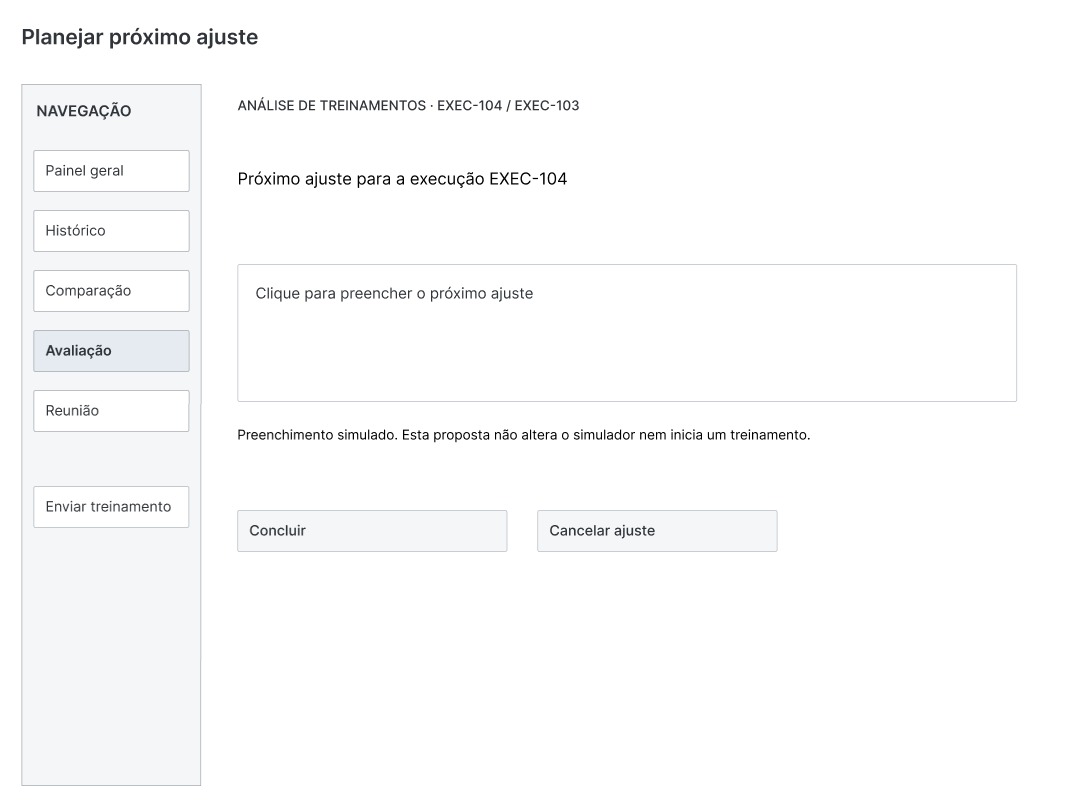 Planejar próximo ajuste
NAVEGAÇÃO
Painel geral
Histórico
Comparação
Avaliação
Reunião
Enviar treinamento
ANÁLISE DE TREINAMENTOS · EXEC-104 / EXEC-103
Próximo ajuste para a execução EXEC-104
Clique para preencher o próximo ajuste
Preenchimento simulado. Esta proposta não altera o simulador nem inicia um treinamento.
Concluir
Cancelar ajuste